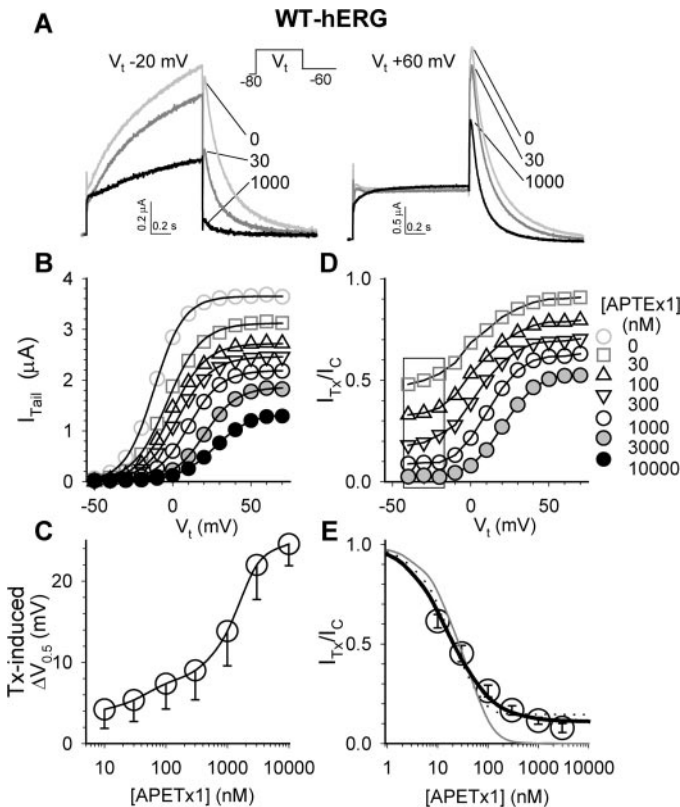 WT-hERG
A
Vt -20 mV
Vt
-80
-60
Vt +60 mV
0
30
1000
0.2 µA
0.2 s
0
30
1000
0.5 µA
0.2 s
B
4
3
2
1
0
ITail (µA)
-50 0 50
Vt (mV)
D
1.0
0.5
0.0
ITx/IC
-50 0 50
Vt (mV)
[APTEx1]
(nM)
0
30
100
300
1000
3000
10000
C
20
10
0
Tx-induced
ΔV0.5 (mV)
10 100 1000 10000
[APETx1] (nM)
E
1.0
0.5
0.0
ITx/IC
1 10 100 1000 10000
[APETx1] (nM)